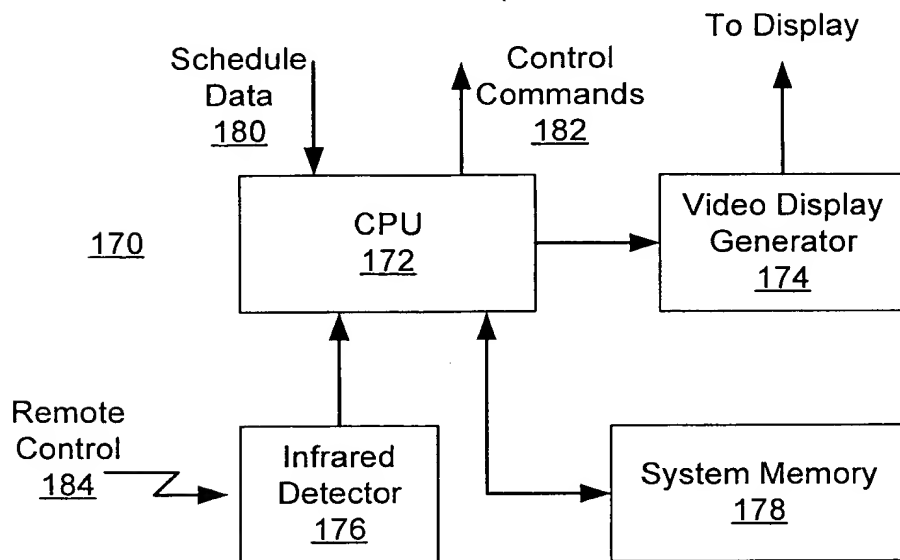 To Display
Schedule
Data
180
Control
Commands
182
CPU
172
Video Display
Generator
174
170
Remote
Control
184
Infrared
Detector
176
System Memory
178